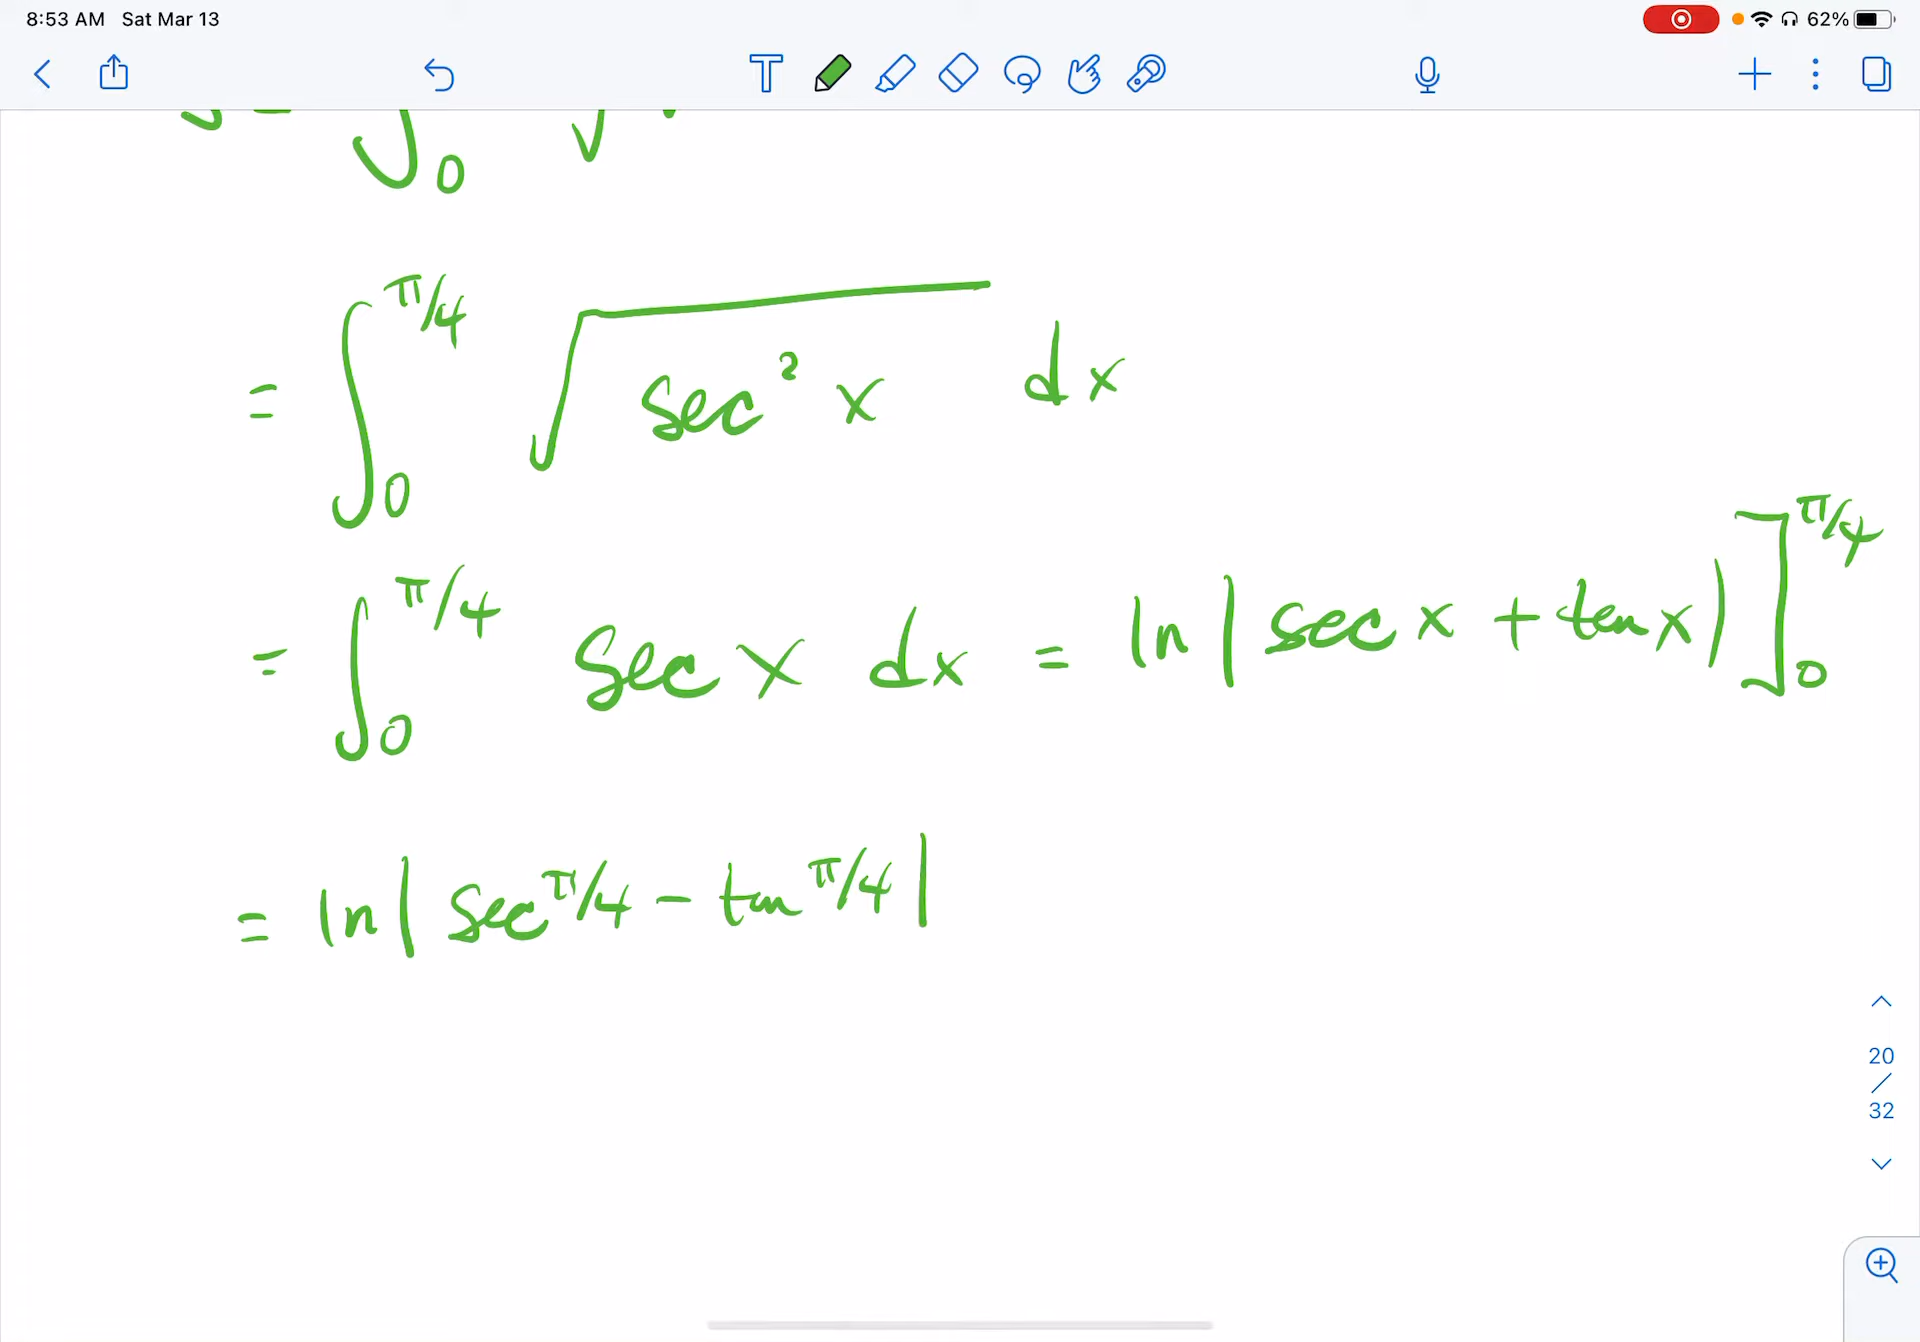 8:53 AM Sat Mar 13 62%
∫₀
= ∫₀^π/4 √(sec² x) dx
= ∫₀^π/4 sec x dx = ln | sec x + tan x | ]₀^π/4
= ln | sec π/4 − tan π/4 |
20
/
32